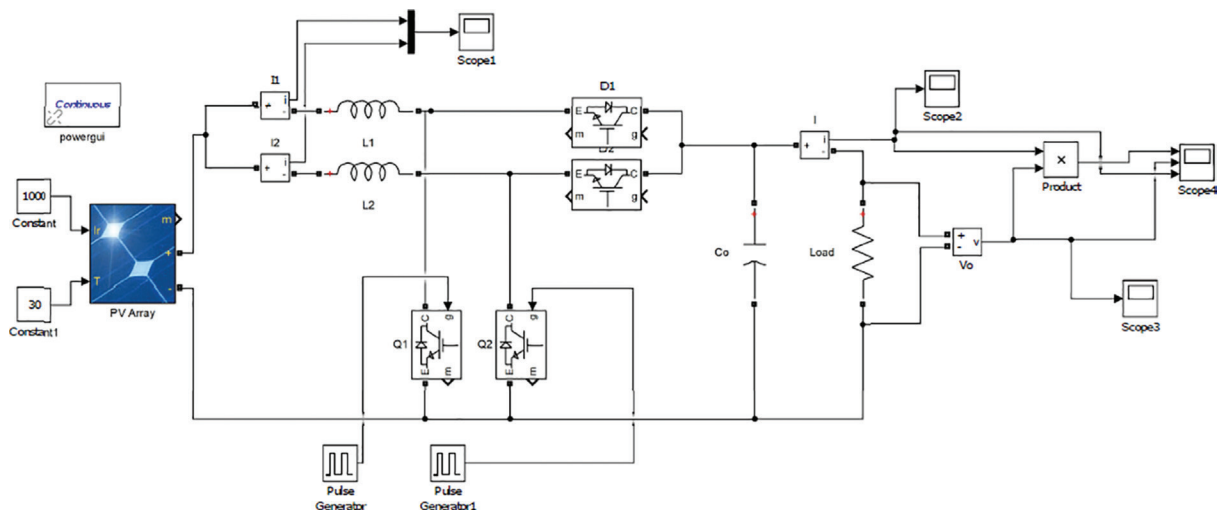 Scope1
Continuous
powergui
I1
+
i
-
+
L1
I2
+
i
-
+
L2
D1
E
C
m
g
D2
E
C
m
g
I
+
i
-
Scope2
×
Product
Scope4
1000
Constant
30
Constant1
Ir
T
m
+
-
PV Array
+
Co
+
Load
+
-
v
Vo
Scope3
Q1
C
g
E
m
Q2
C
g
E
m
Pulse
Generator
Pulse
Generator1